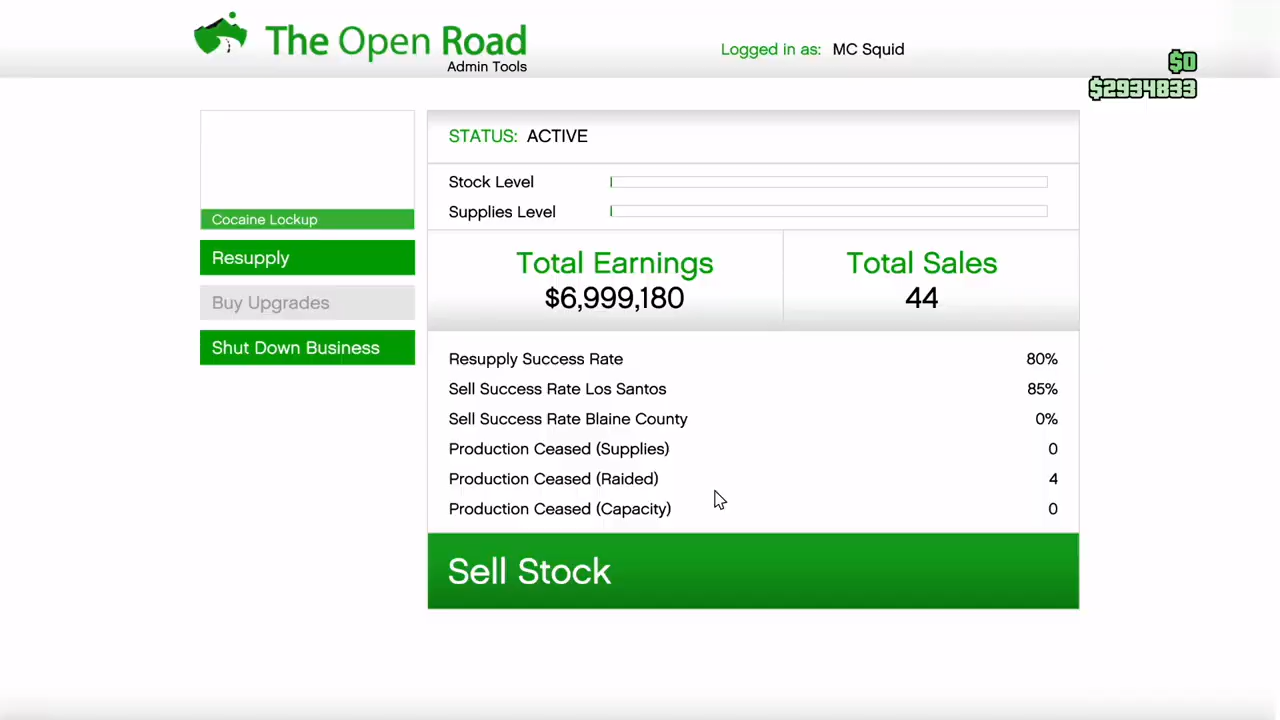 The Open Road
Admin Tools
Logged in as: MC Squid
$0
$2934833
Cocaine Lockup
Resupply
Buy Upgrades
Shut Down Business
STATUS: ACTIVE
Stock Level
Supplies Level
Total Earnings
$6,999,180
Total Sales
44
Resupply Success Rate 80%
Sell Success Rate Los Santos 85%
Sell Success Rate Blaine County 0%
Production Ceased (Supplies) 0
Production Ceased (Raided) 4
Production Ceased (Capacity) 0
Sell Stock